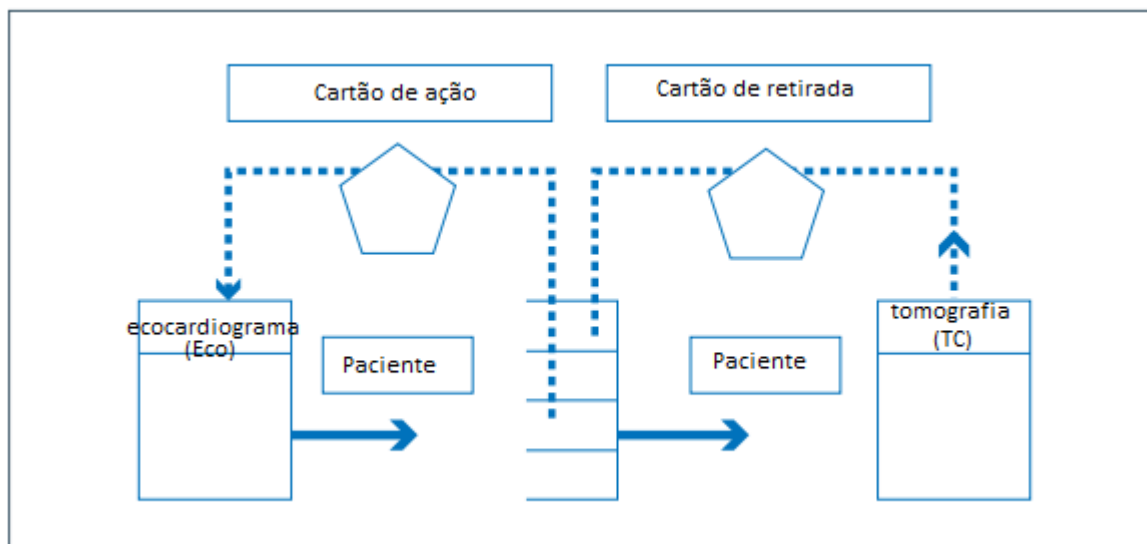 Cartão de ação
Cartão de retirada
ecocardiograma
(Eco)
Paciente
Paciente
tomografia
(TC)